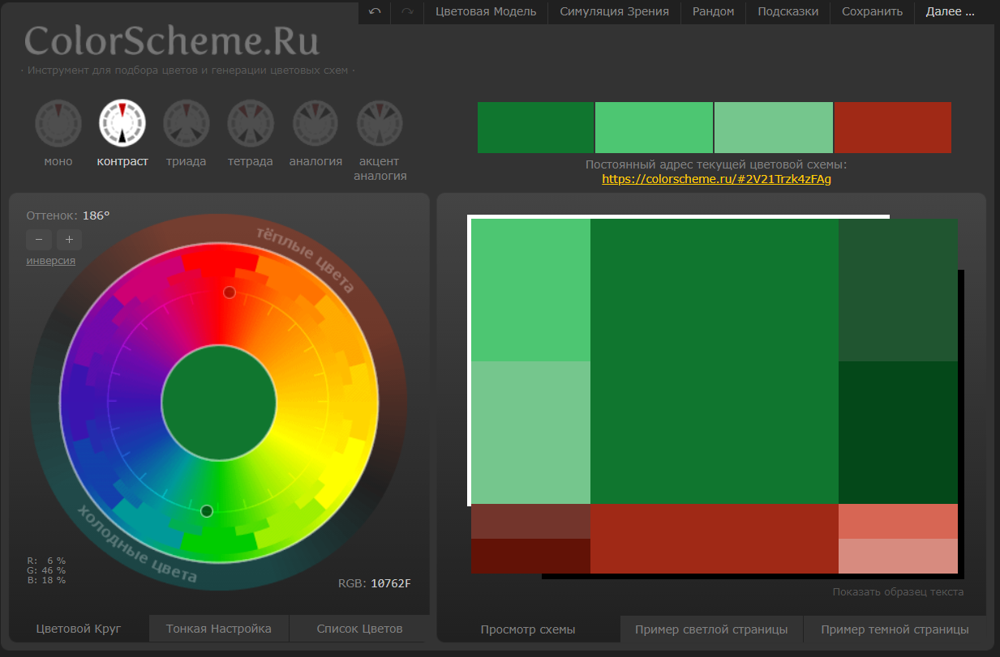 Цветовая Модель
Симуляция Зрения
Рандом
Подсказки
Сохранить
Далее ...
ColorScheme.Ru
· Инструмент для подбора цветов и генерации цветовых схем ·
моно
контраст
триада
тетрада
аналогия
акцент
аналогия
Постоянный адрес текущей цветовой схемы:
https://colorscheme.ru/#2V21Trzk4zFAg
Оттенок: 186°
− +
инверсия
тёплые цвета
холодные цвета
R: 6 %
G: 46 %
B: 18 %
RGB: 10762F
Показать образец текста
Цветовой Круг
Тонкая Настройка
Список Цветов
Просмотр схемы
Пример светлой страницы
Пример темной страницы